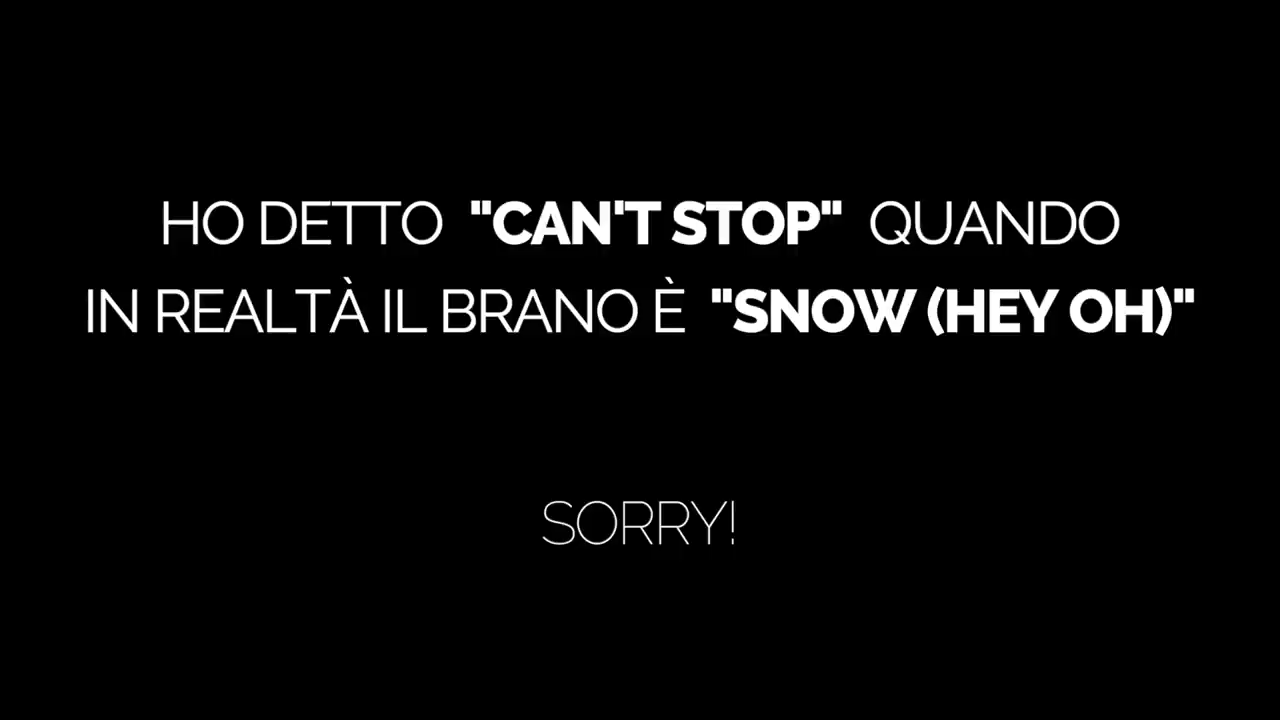 HO DETTO "CAN'T STOP" QUANDO
IN REALTÀ IL BRANO È "SNOW (HEY OH)"
SORRY!